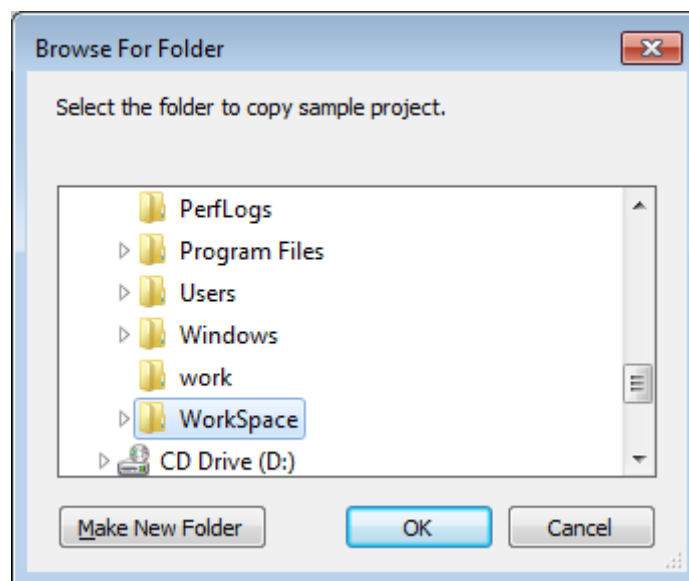 Browse For Folder
Select the folder to copy sample project.
PerfLogs
Program Files
Users
Windows
work
WorkSpace
CD Drive (D:)
Make New Folder
OK
Cancel